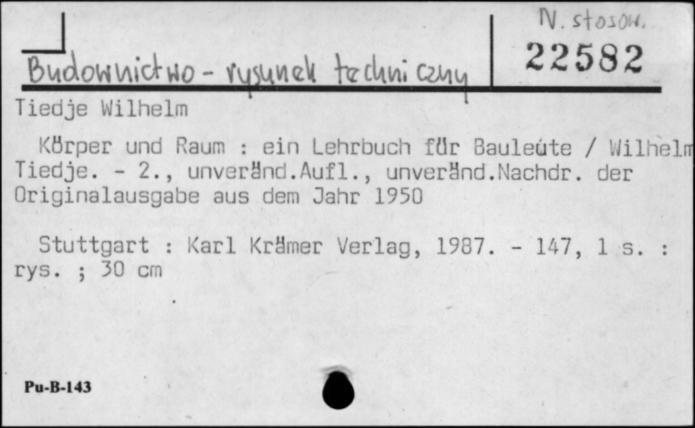 N. stosow.
22582
Budownictwo - rysunek techniczny
Tiedje Wilhelm
Körper und Raum : ein Lehrbuch für Bauleute / Wilhelm
Tiedje. - 2., unveränd.Aufl., unveränd.Nachdr. der
Originalausgabe aus dem Jahr 1950
Stuttgart : Karl Krämer Verlag, 1987. - 147, 1 s. :
rys. ; 30 cm
Pu-B-143